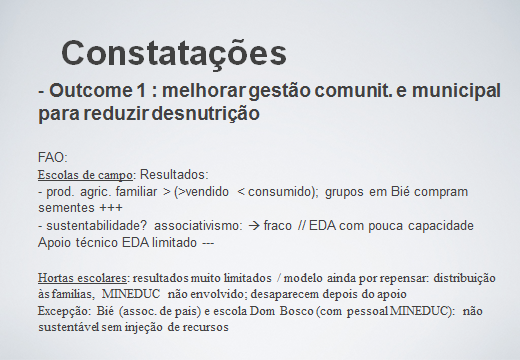 Constatações
- Outcome 1 : melhorar gestão comunit. e municipal
para reduzir desnutrição
FAO:
Escolas de campo: Resultados:
- prod. agric. familiar > (>vendido < consumido); grupos em Bié compram
sementes +++
- sustentabilidade? associativismo: → fraco // EDA com pouca capacidade
Apoio técnico EDA limitado ---
Hortas escolares: resultados muito limitados / modelo ainda por repensar: distribuição
às famílias, MINEDUC não envolvido; desaparecem depois do apoio
Excepção: Bié (assoc. de pais) e escola Dom Bosco (com pessoal MINEDUC): não
sustentável sem injeção de recursos